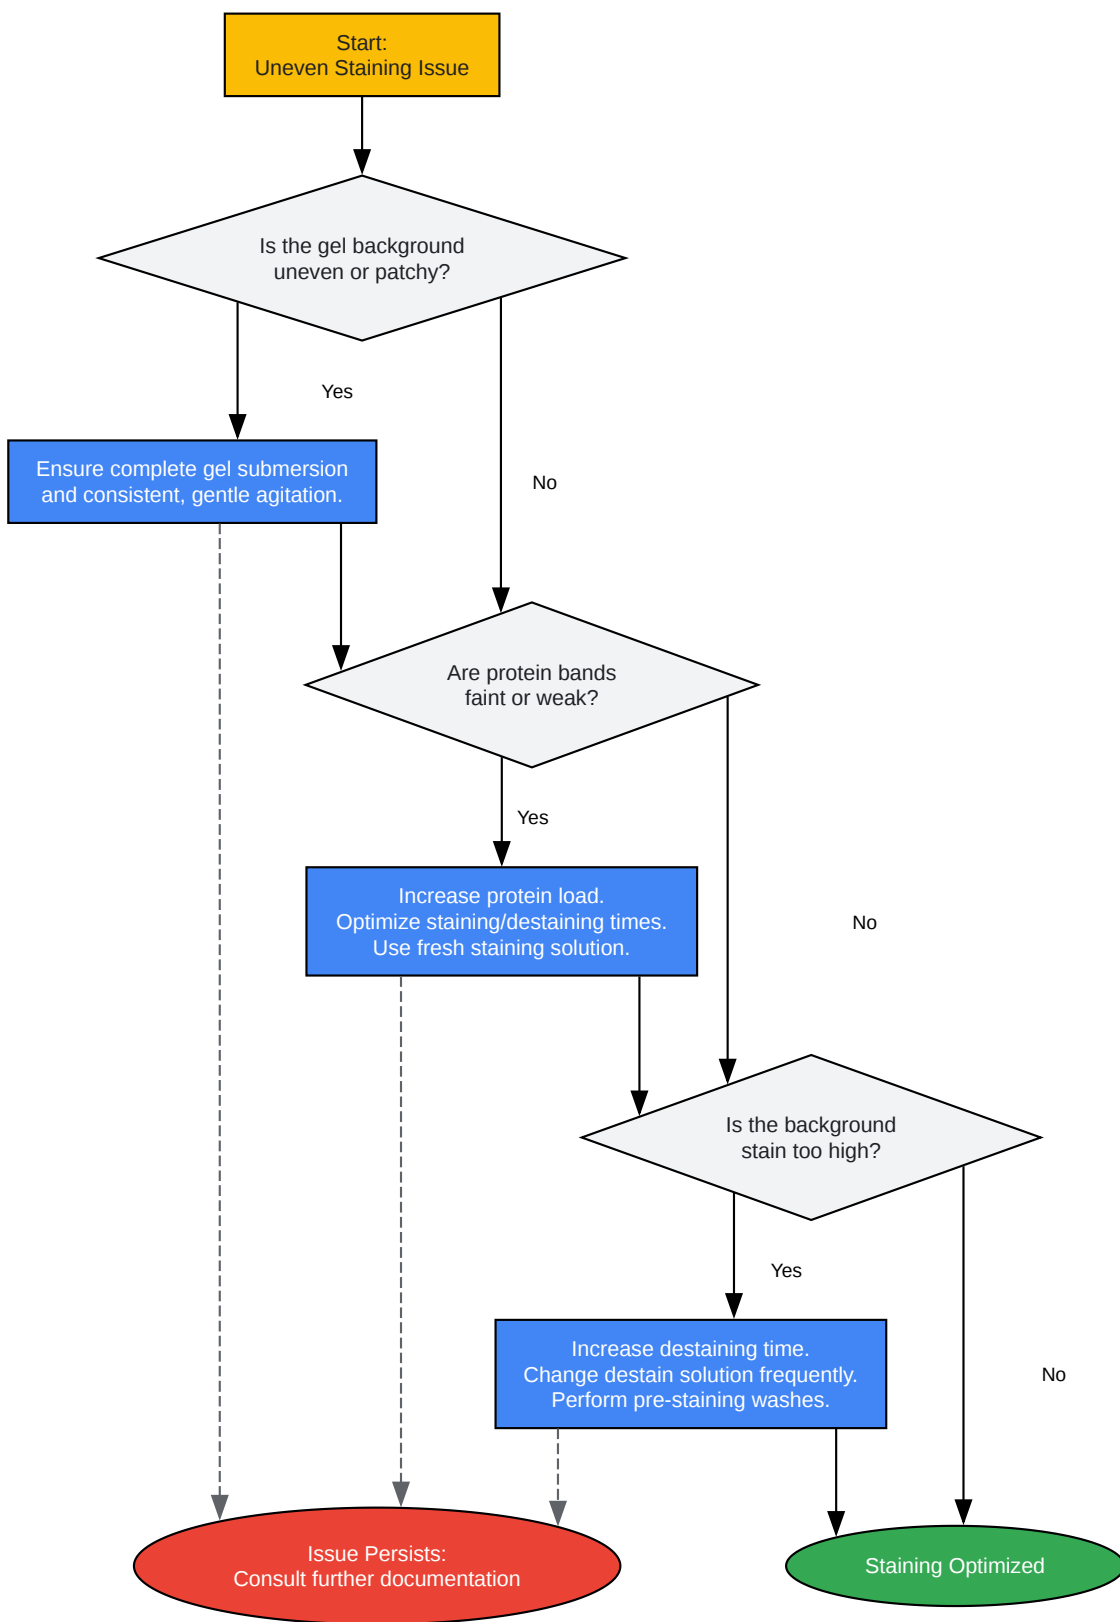 Start:
Uneven Staining Issue
Is the gel background
uneven or patchy?
Yes
Ensure complete gel submersion
and consistent, gentle agitation.
No
Are protein bands
faint or weak?
Yes
Increase protein load.
Optimize staining/destaining times.
Use fresh staining solution.
No
Is the background
stain too high?
Yes
Increase destaining time.
Change destain solution frequently.
Perform pre-staining washes.
No
Issue Persists:
Consult further documentation
Staining Optimized